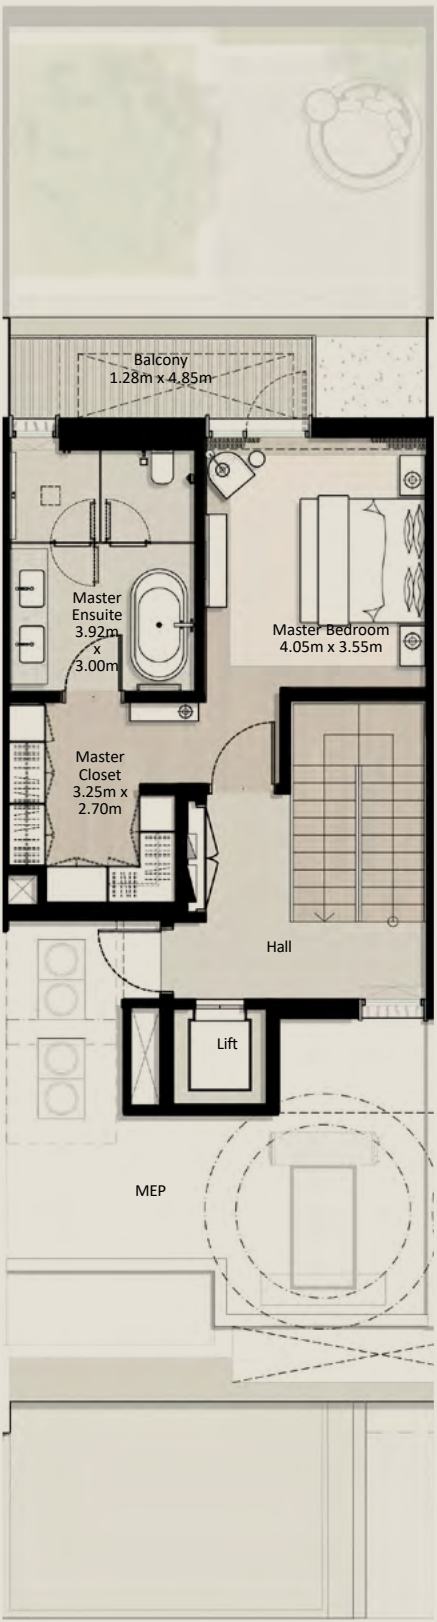 Balcony
1.28m x 4.85m
Master
Ensuite
3.92m
x
3.00m
Master Bedroom
4.05m x 3.55m
Master
Closet
3.25m x
2.70m
Hall
Lift
MEP